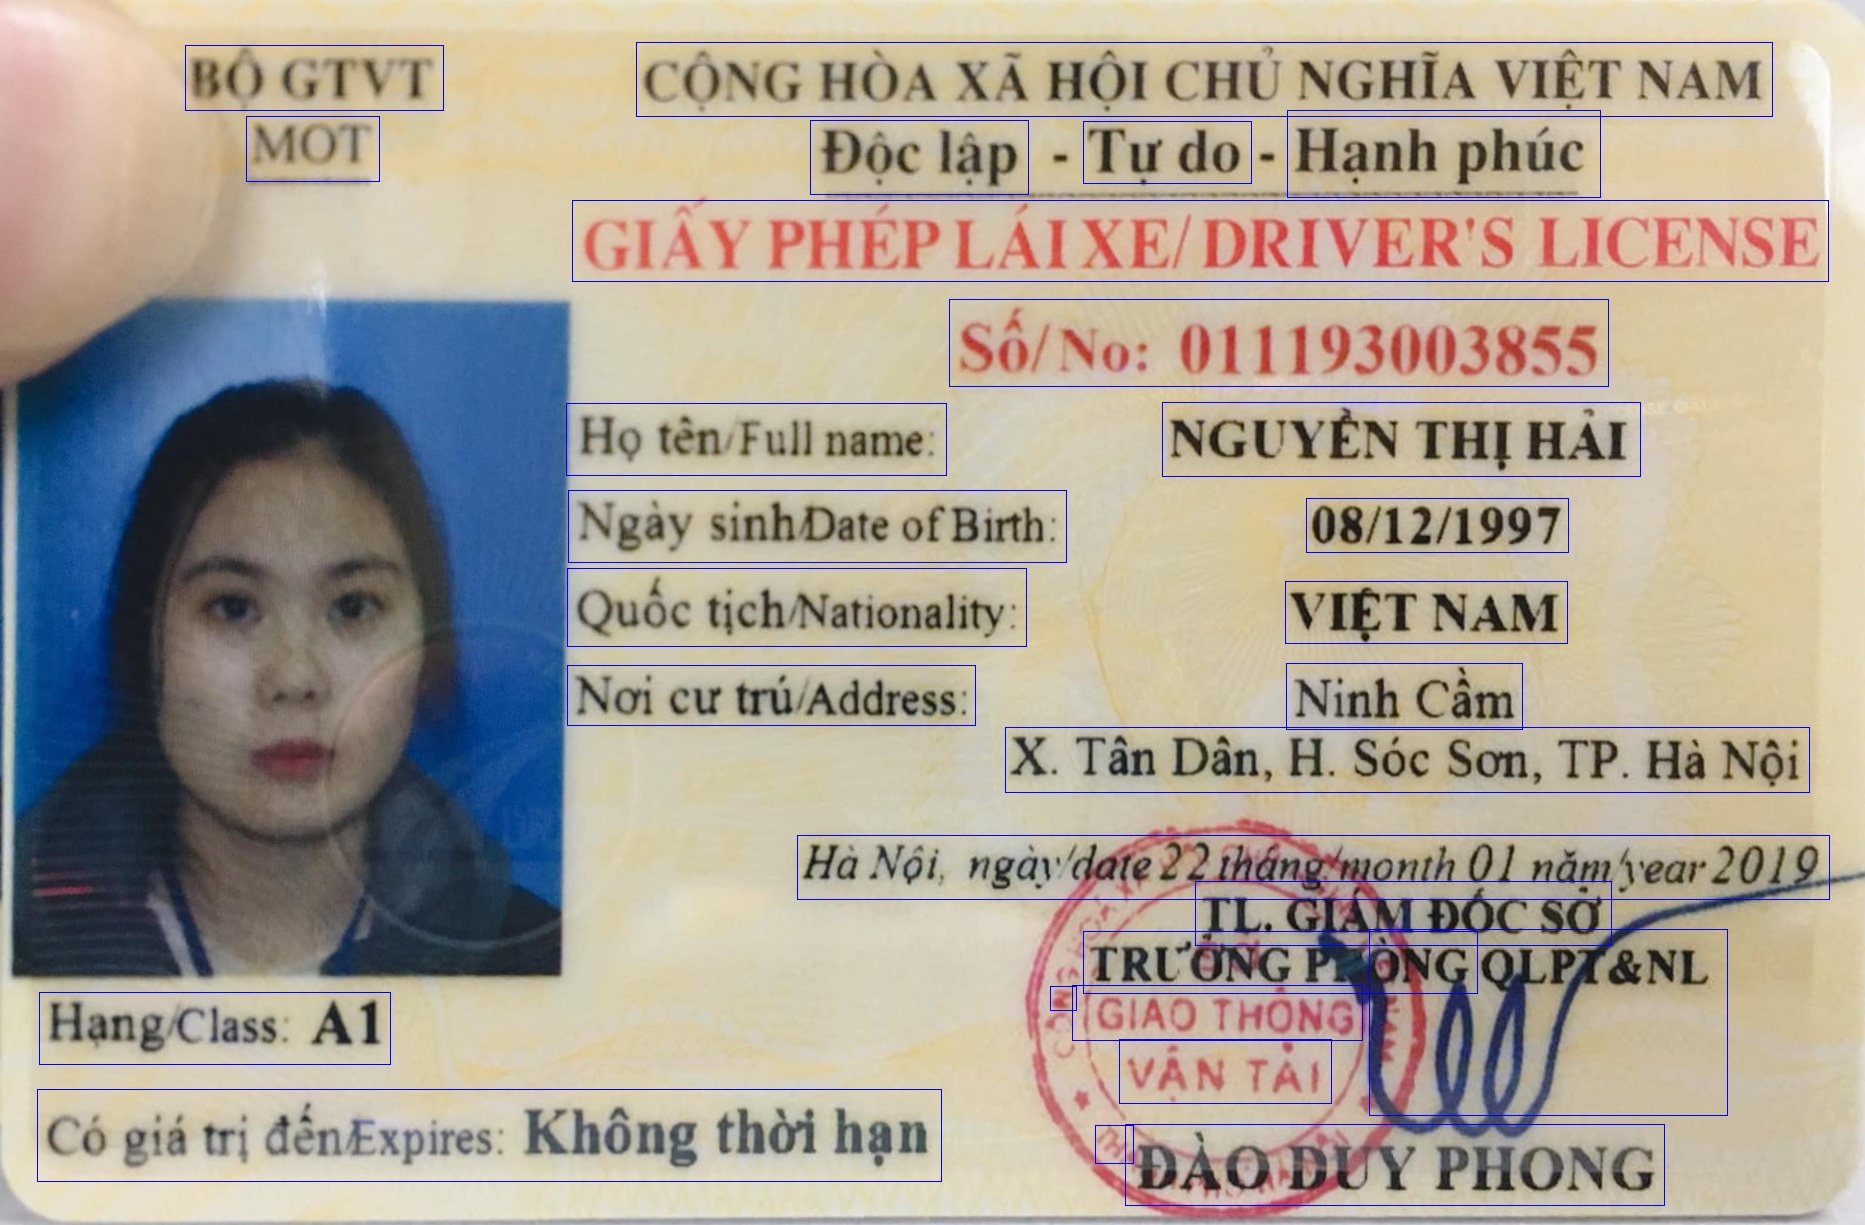 BỘ GTVT
MOT
CỘNG HÒA XÃ HỘI CHỦ NGHĨA VIỆT NAM
Độc lập - Tự do - Hạnh phúc
GIẤY PHÉP LÁI XE/ DRIVER'S LICENSE
Số/No: 011193003855
Họ tên/Full name: NGUYỄN THỊ HẢI
Ngày sinh/Date of Birth: 08/12/1997
Quốc tịch/Nationality: VIỆT NAM
Nơi cư trú/Address: Ninh Cầm
X. Tân Dân, H. Sóc Sơn, TP. Hà Nội
Hà Nội, ngày/date 22 tháng/month 01 năm/year 2019
TL. GIÁM ĐỐC SỞ
TRƯỞNG PHÒNG QLPT&NL
GIAO THÔNG
VẬN TẢI
ĐÀO DUY PHONG
Hạng/Class: A1
Có giá trị đến/Expires: Không thời hạn